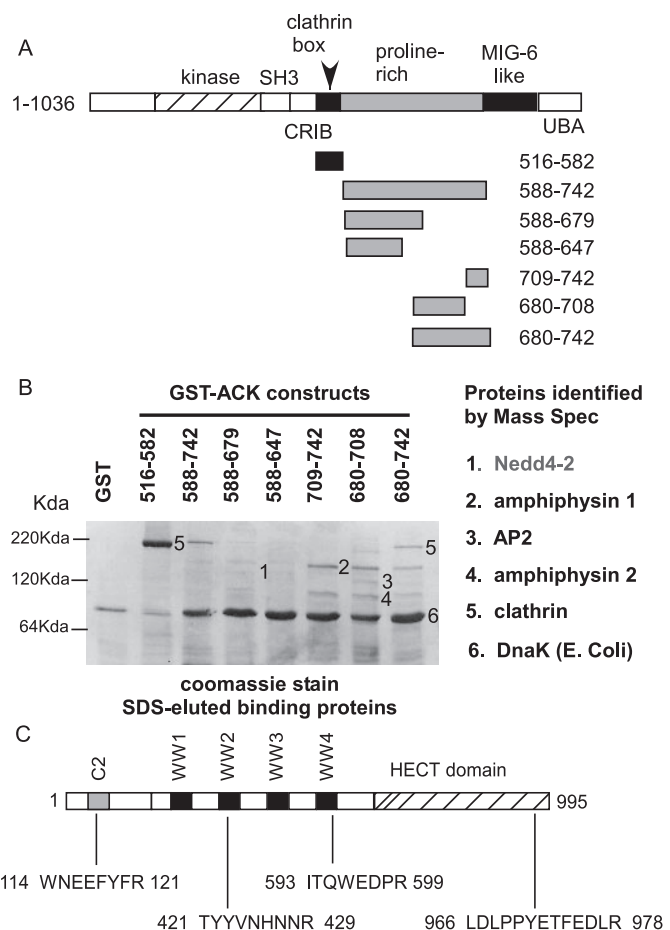 A
clathrin
box
proline-
rich
MIG-6
like
kinase
SH3
1-1036
CRIB
UBA
516-582
588-742
588-679
588-647
709-742
680-708
680-742
B
GST-ACK constructs
GST
516-582
588-742
588-679
588-647
709-742
680-708
680-742
Kda
220Kda
120Kda
64Kda
5
1
2
3
4
5
6
coomassie stain
SDS-eluted binding proteins
Proteins identified
by Mass Spec
1. Nedd4-2
2. amphiphysin 1
3. AP2
4. amphiphysin 2
5. clathrin
6. DnaK (E. Coli)
C
C2
WW1
WW2
WW3
WW4
HECT domain
1
995
114 WNEEFYFR 121
593 ITQWEDPR 599
421 TYYVNHNNR 429
966 LDLPPYETFEDLR 978